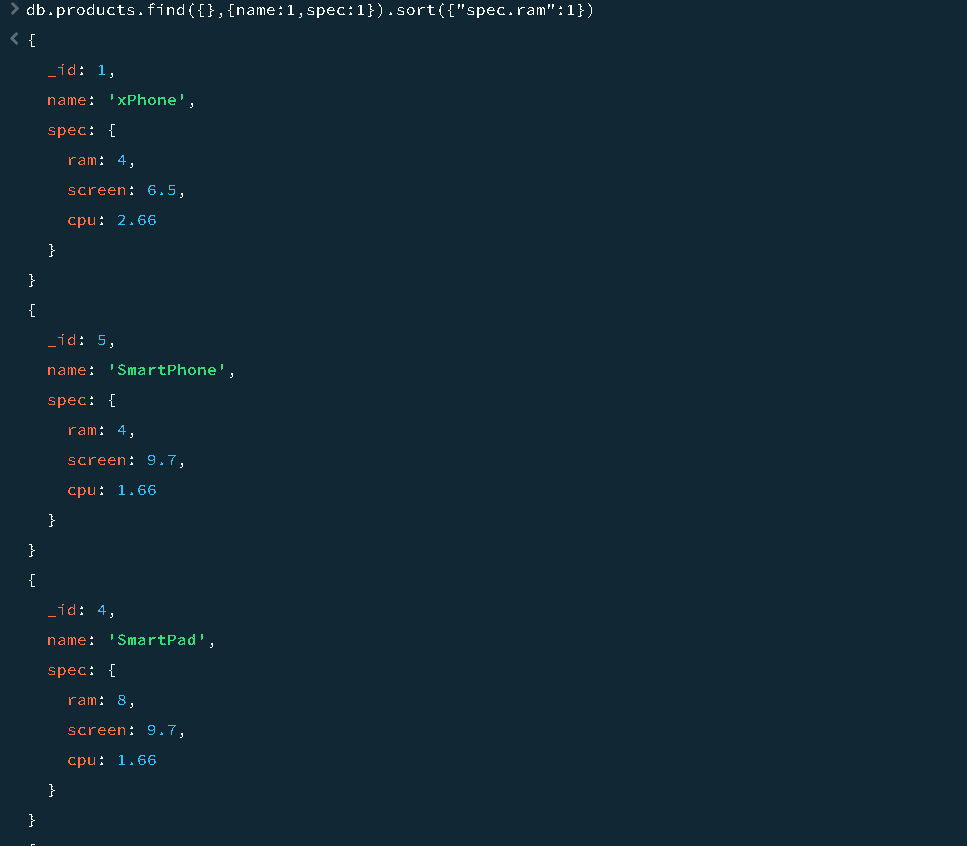 > db.products.find({},{name:1,spec:1}).sort({"spec.ram":1})
< {
    _id: 1,
    name: 'xPhone',
    spec: {
      ram: 4,
      screen: 6.5,
      cpu: 2.66
    }
  }
  {
    _id: 5,
    name: 'SmartPhone',
    spec: {
      ram: 4,
      screen: 9.7,
      cpu: 1.66
    }
  }
  {
    _id: 4,
    name: 'SmartPad',
    spec: {
      ram: 8,
      screen: 9.7,
      cpu: 1.66
    }
  }